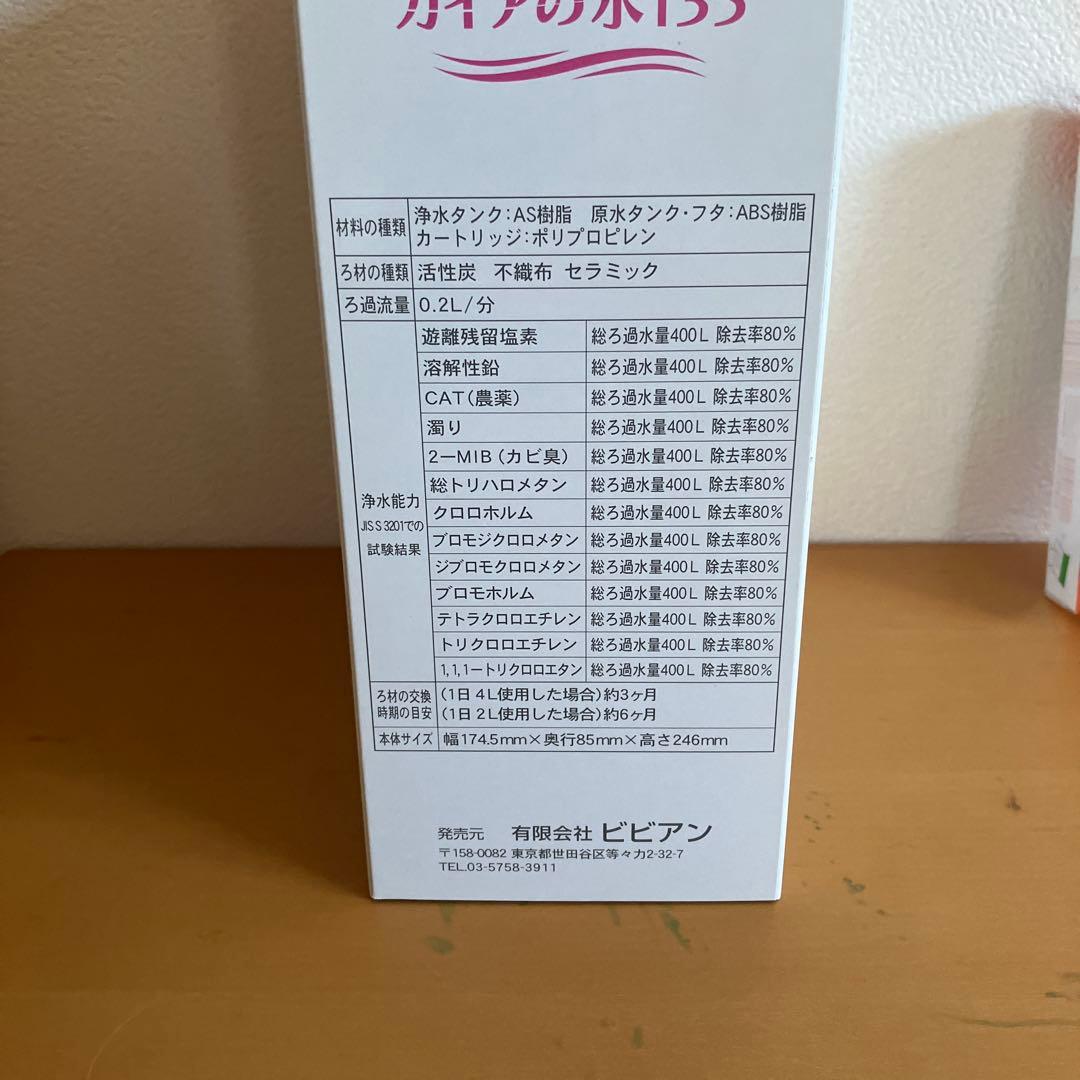 ガイアの水135
材料の種類 浄水タンク:AS樹脂 原水タンク・フタ:ABS樹脂
カートリッジ:ポリプロピレン
ろ材の種類 活性炭 不織布 セラミック
ろ過流量 0.2L/分
浄水能力
JIS S 3201での
試験結果
遊離残留塩素 総ろ過水量400L 除去率80%
溶解性鉛 総ろ過水量400L 除去率80%
CAT(農薬) 総ろ過水量400L 除去率80%
濁り 総ろ過水量400L 除去率80%
2ーMIB(カビ臭) 総ろ過水量400L 除去率80%
総トリハロメタン 総ろ過水量400L 除去率80%
クロロホルム 総ろ過水量400L 除去率80%
ブロモジクロロメタン 総ろ過水量400L 除去率80%
ジブロモクロロメタン 総ろ過水量400L 除去率80%
ブロモホルム 総ろ過水量400L 除去率80%
テトラクロロエチレン 総ろ過水量400L 除去率80%
トリクロロエチレン 総ろ過水量400L 除去率80%
1,1,1ートリクロロエタン 総ろ過水量400L 除去率80%
ろ材の交換
時期の目安
(1日4L使用した場合)約3ヶ月
(1日2L使用した場合)約6ヶ月
本体サイズ 幅174.5mm×奥行85mm×高さ246mm
発売元 有限会社 ビビアン
〒158-0082 東京都世田谷区等々力2-32-7
TEL.03-5758-3911